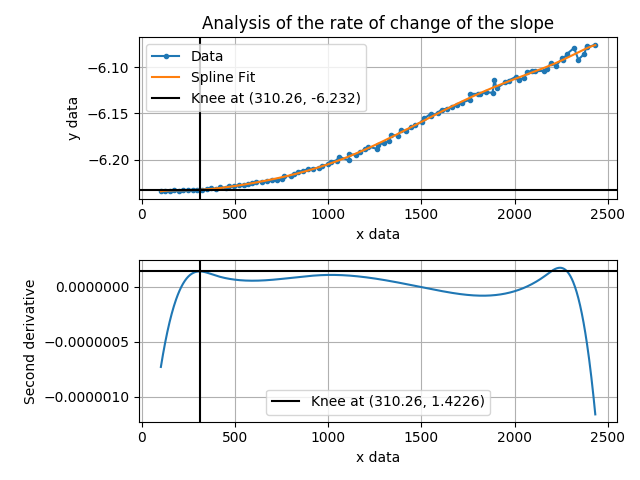 Analysis of the rate of change of the slope
Data
Spline Fit
Knee at (310.26, -6.232)
−6.10
−6.15
−6.20
y data
0 500 1000 1500 2000 2500
x data
0.0000000
−0.0000005
−0.0000010
Second derivative
Knee at (310.26, 1.4226)
0 500 1000 1500 2000 2500
x data